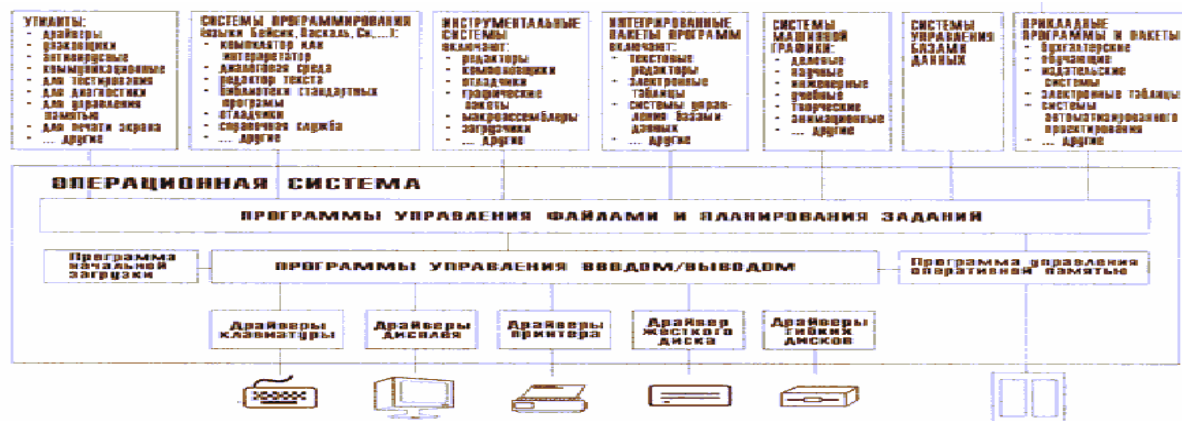 УТИЛИТЫ:
- драйверы
- упаковщики
- антивирусные
- коммуникационные
- для тестирования
- для диагностики
- для управления
памятью
- для печати экрана
- .... другие
СИСТЕМЫ ПРОГРАММИРОВАНИЯ
(языки Бейсик, Паскаль, Си,....):
- компилятор или
интерпретатор
- диалоговая среда
- редактор текста
- библиотеки стандартных
программ
- отладчики
- справочная служба
- .... другие
ИНСТРУМЕНТАЛЬНЫЕ
СИСТЕМЫ
включают:
- редакторы
- компоновщики
- отладчики
- графические
пакеты
- макроассемблеры
- загрузчики
- ... другие
ИНТЕГРИРОВАННЫЕ
ПАКЕТЫ ПРОГРАММ
включают:
- текстовые
редакторы
- электронные
таблицы
- системы управ-
ления базами
данных
- ... другие
СИСТЕМЫ
МАШИННОЙ
ГРАФИКИ:
- деловые
- научные
- инженерные
- учебные
- творческие
- анимационные
- ... другие
СИСТЕМЫ
УПРАВЛЕНИЯ
БАЗАМИ
ДАННЫХ
ПРИКЛАДНЫЕ
ПРОГРАММЫ И ПАКЕТЫ
- бухгалтерские
- обучающие
- издательские
системы
- электронные таблицы
- системы
автоматизированного
проектирования
- ... другие
ОПЕРАЦИОННАЯ СИСТЕМА
ПРОГРАММЫ УПРАВЛЕНИЯ ФАЙЛАМИ И ПЛАНИРОВАНИЯ ЗАДАНИЙ
Программа
начальной
загрузки
ПРОГРАММЫ УПРАВЛЕНИЯ ВВОДОМ/ВЫВОДОМ
Программа управления
оперативной памятью
Драйверы
клавиатуры
Драйверы
дисплея
Драйверы
принтера
Драйвер
жесткого
диска
Драйверы
гибких
дисков